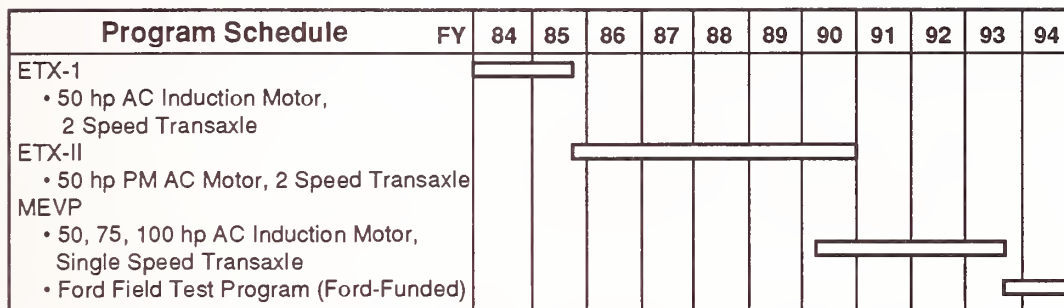 Program Schedule FY 84 85 86 87 88 89 90 91 92 93 94
ETX-1
• 50 hp AC Induction Motor,
2 Speed Transaxle
ETX-II
• 50 hp PM AC Motor, 2 Speed Transaxle
MEVP
• 50, 75, 100 hp AC Induction Motor,
Single Speed Transaxle
• Ford Field Test Program (Ford-Funded)